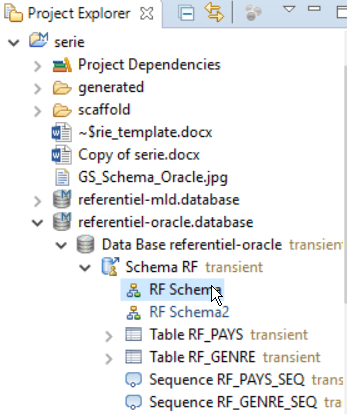 Project Explorer
serie
Project Dependencies
generated
scaffold
~$rie_template.docx
Copy of serie.docx
GS_Schema_Oracle.jpg
referentiel-mld.database
referentiel-oracle.database
Data Base referentiel-oracle transien
Schema RF transient
RF Schema
RF Schema2
Table RF_PAYS transient
Table RF_GENRE transient
Sequence RF_PAYS_SEQ trans
Sequence RF_GENRE_SEQ tra